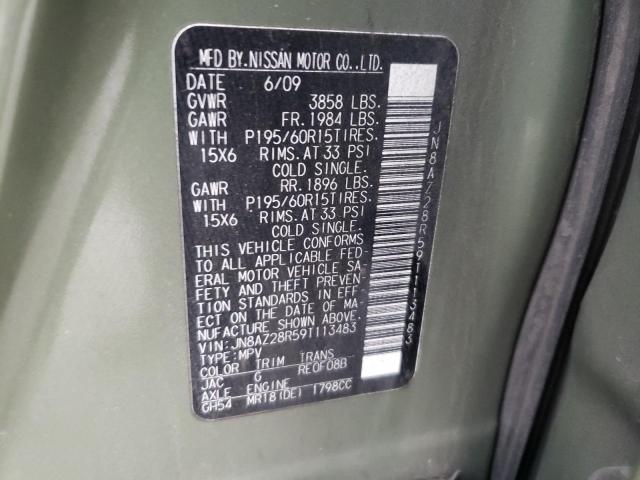 MFD BY.NISSAN MOTOR CO.,LTD.
DATE 6/09
GVWR 3858 LBS.
GAWR FR. 1984 LBS.
WITH P195/60R15TIRES.
15X6 RIMS.AT 33 PSI
COLD SINGLE.
GAWR RR. 1896 LBS.
WITH P195/60R15TIRES.
15X6 RIMS.AT 33 PSI
COLD SINGLE.
THIS VEHICLE CONFORMS
TO ALL APPLICABLE FED-
ERAL MOTOR VEHICLE SA-
FETY AND THEFT PREVEN-
TION STANDARDS IN EFF-
ECT ON THE DATE OF MA-
NUFACTURE SHOWN ABOVE.
VIN:JN8AZ28R59T113483
TYPE:MPV
COLOR TRIM TRANS
JAC G RE0F08B
AXLE ENGINE
GH54 MR18(DE) 1798CC
JN8AZ28R59T113483